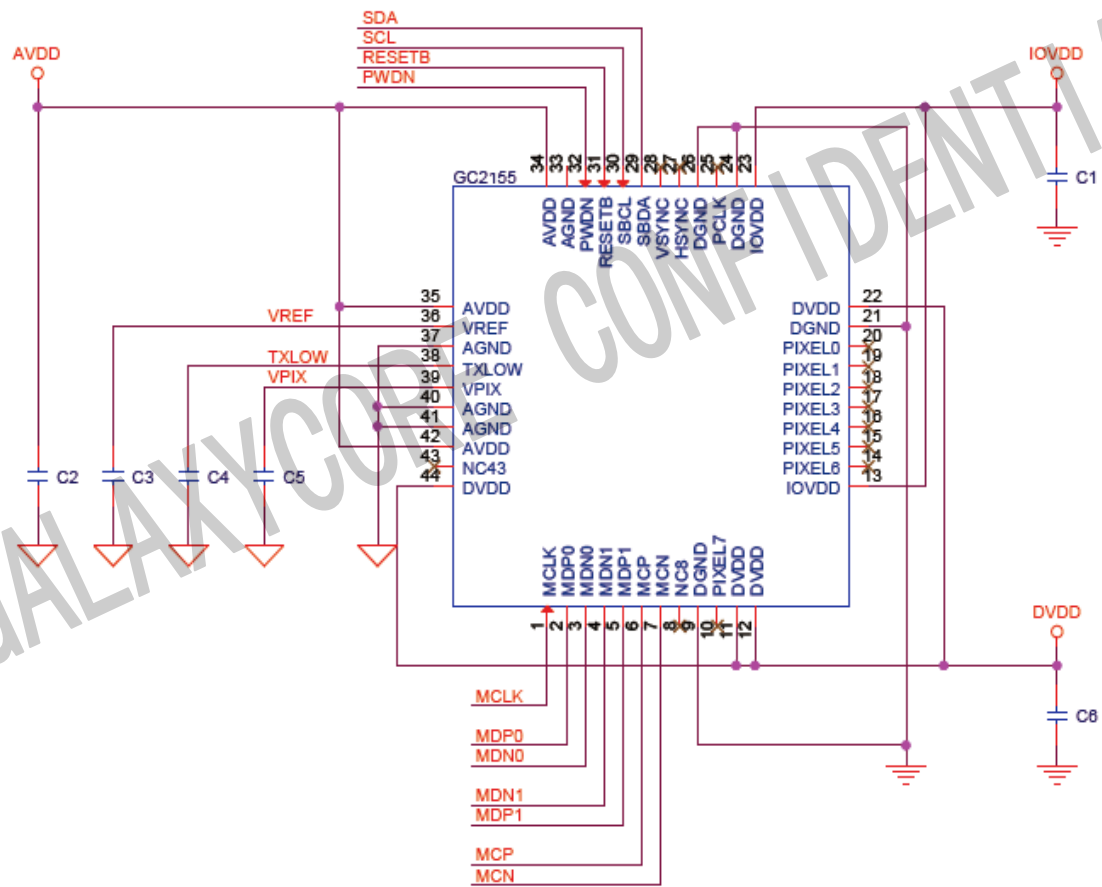 SDA
SCL
RESETB
PWDN
AVDD
IOVDD
34
33
32
31
30
29
28
27
26
25
24
23
GC2155
C1
AVDD
AGND
PWDN
RESETB
SBCL
SBDA
VSYNC
HSYNC
DGND
PCLK
DGND
IOVDD
35 AVDD
36 VREF
37 AGND
38 TXLOW
39 VPIX
40 AGND
41 AGND
42 AVDD
43 NC43
44 DVDD
VREF
TXLOW
VPIX
DVDD 22
DGND 21
PIXEL0 20
PIXEL1 19
PIXEL2 18
PIXEL3 17
PIXEL4 16
PIXEL5 15
PIXEL6 14
IOVDD 13
C2
C3
C4
C5
MCLK
MDP0
MDN0
MDN1
MDP1
MCP
MCN
NC8
DGND
PIXEL7
DVDD
DVDD
1
2
3
4
5
6
7
8
9
10
11
12
DVDD
C6
MCLK
MDP0
MDN0
MDN1
MDP1
MCP
MCN
GALAXYCORE CONFIDENTI